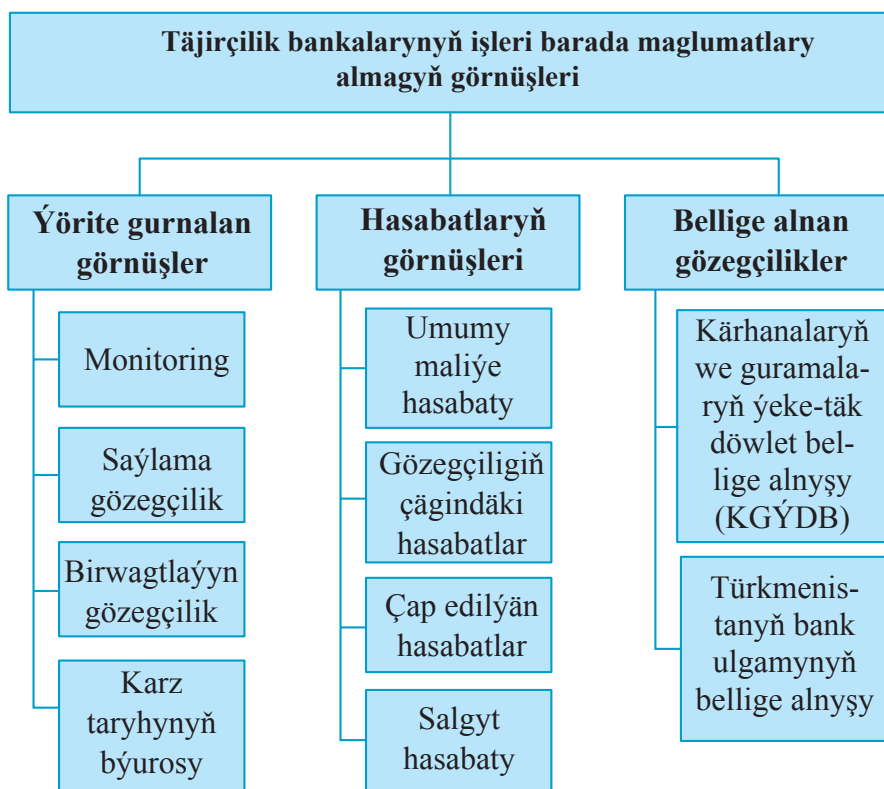 Täjirçilik bankalarynyň işleri barada maglumatlary
almagyň görnüşleri
Ýörite gurnalan
görnüşler
Monitoring
Saýlama
gözegçilik
Birwagtlaýyn
gözegçilik
Karz
taryhynyň
býurosy
Hasabatlaryň
görnüşleri
Umumy
maliýe
hasabaty
Gözegçiligiň
çägindäki
hasabatlar
Çap edilýän
hasabatlar
Salgyt
hasabaty
Bellige alnan
gözegçilikler
Kärhanalaryň
we guramala-
ryň ýeke-täk
döwlet bel-
lige alnyşy
(KGÝDB)
Türkmenis-
tanyň bank
ulgamynyň
bellige alnyşy